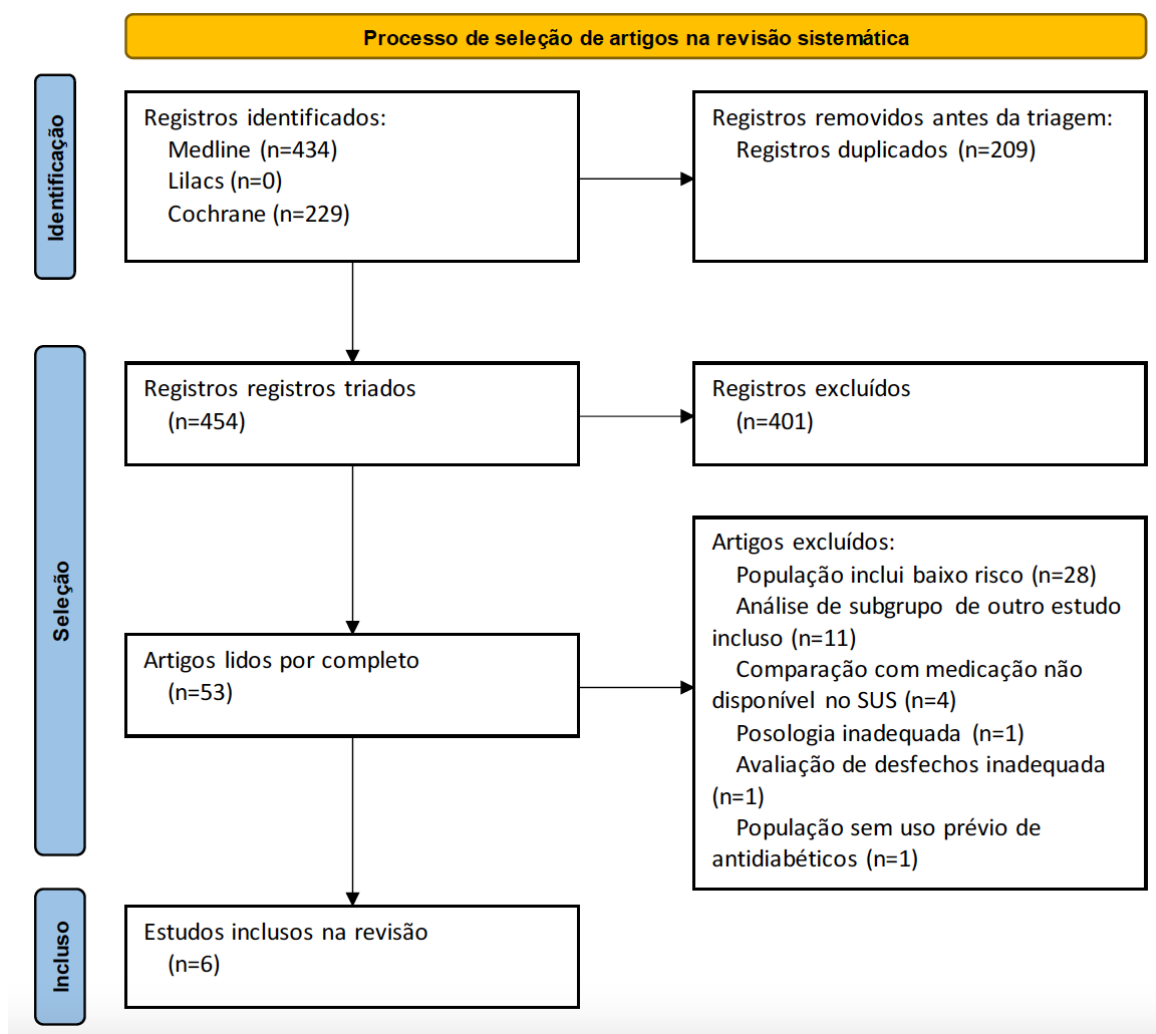 Processo de seleção de artigos na revisão sistemática
Identificação
Registros identificados:
Medline (n=434)
Lilacs (n=0)
Cochrane (n=229)
Registros removidos antes da triagem:
Registros duplicados (n=209)
Seleção
Registros registros triados
(n=454)
Registros excluídos
(n=401)
Artigos lidos por completo
(n=53)
Artigos excluídos:
População inclui baixo risco (n=28)
Análise de subgrupo de outro estudo
incluso (n=11)
Comparação com medicação não
disponível no SUS (n=4)
Posologia inadequada (n=1)
Avaliação de desfechos inadequada
(n=1)
População sem uso prévio de
antidiabéticos (n=1)
Incluso
Estudos inclusos na revisão
(n=6)